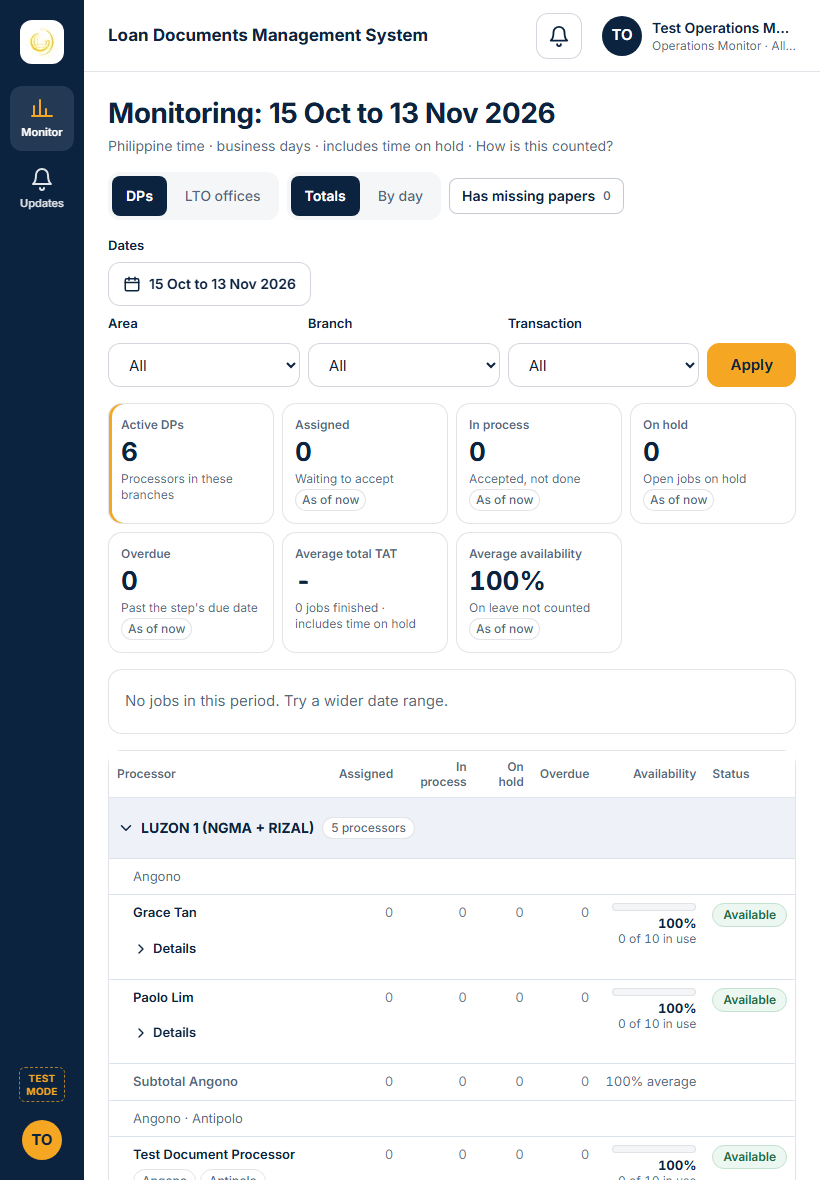 Loan Documents Management System
TO
Test Operations M...
Operations Monitor · All...
Monitor
Updates
Monitoring: 15 Oct to 13 Nov 2026
Philippine time · business days · includes time on hold · How is this counted?
DPs LTO offices Totals By day Has missing papers 0
Dates
15 Oct to 13 Nov 2026
Area Branch Transaction
All All All Apply
Active DPs
6
Processors in these
branches
Assigned
0
Waiting to accept
As of now
In process
0
Accepted, not done
As of now
On hold
0
Open jobs on hold
As of now
Overdue
0
Past the step's due date
As of now
Average total TAT
-
0 jobs finished ·
includes time on hold
Average availability
100%
On leave not counted
As of now
No jobs in this period. Try a wider date range.
Processor Assigned In process On hold Overdue Availability Status
LUZON 1 (NGMA + RIZAL) 5 processors
Angono
Grace Tan 0 0 0 0 100% Available
0 of 10 in use
Details
Paolo Lim 0 0 0 0 100% Available
0 of 10 in use
Details
Subtotal Angono 0 0 0 0 100% average
Angono · Antipolo
Test Document Processor 0 0 0 0 100% Available
Angono Antipolo 0 of 10 in use
TEST
MODE
TO